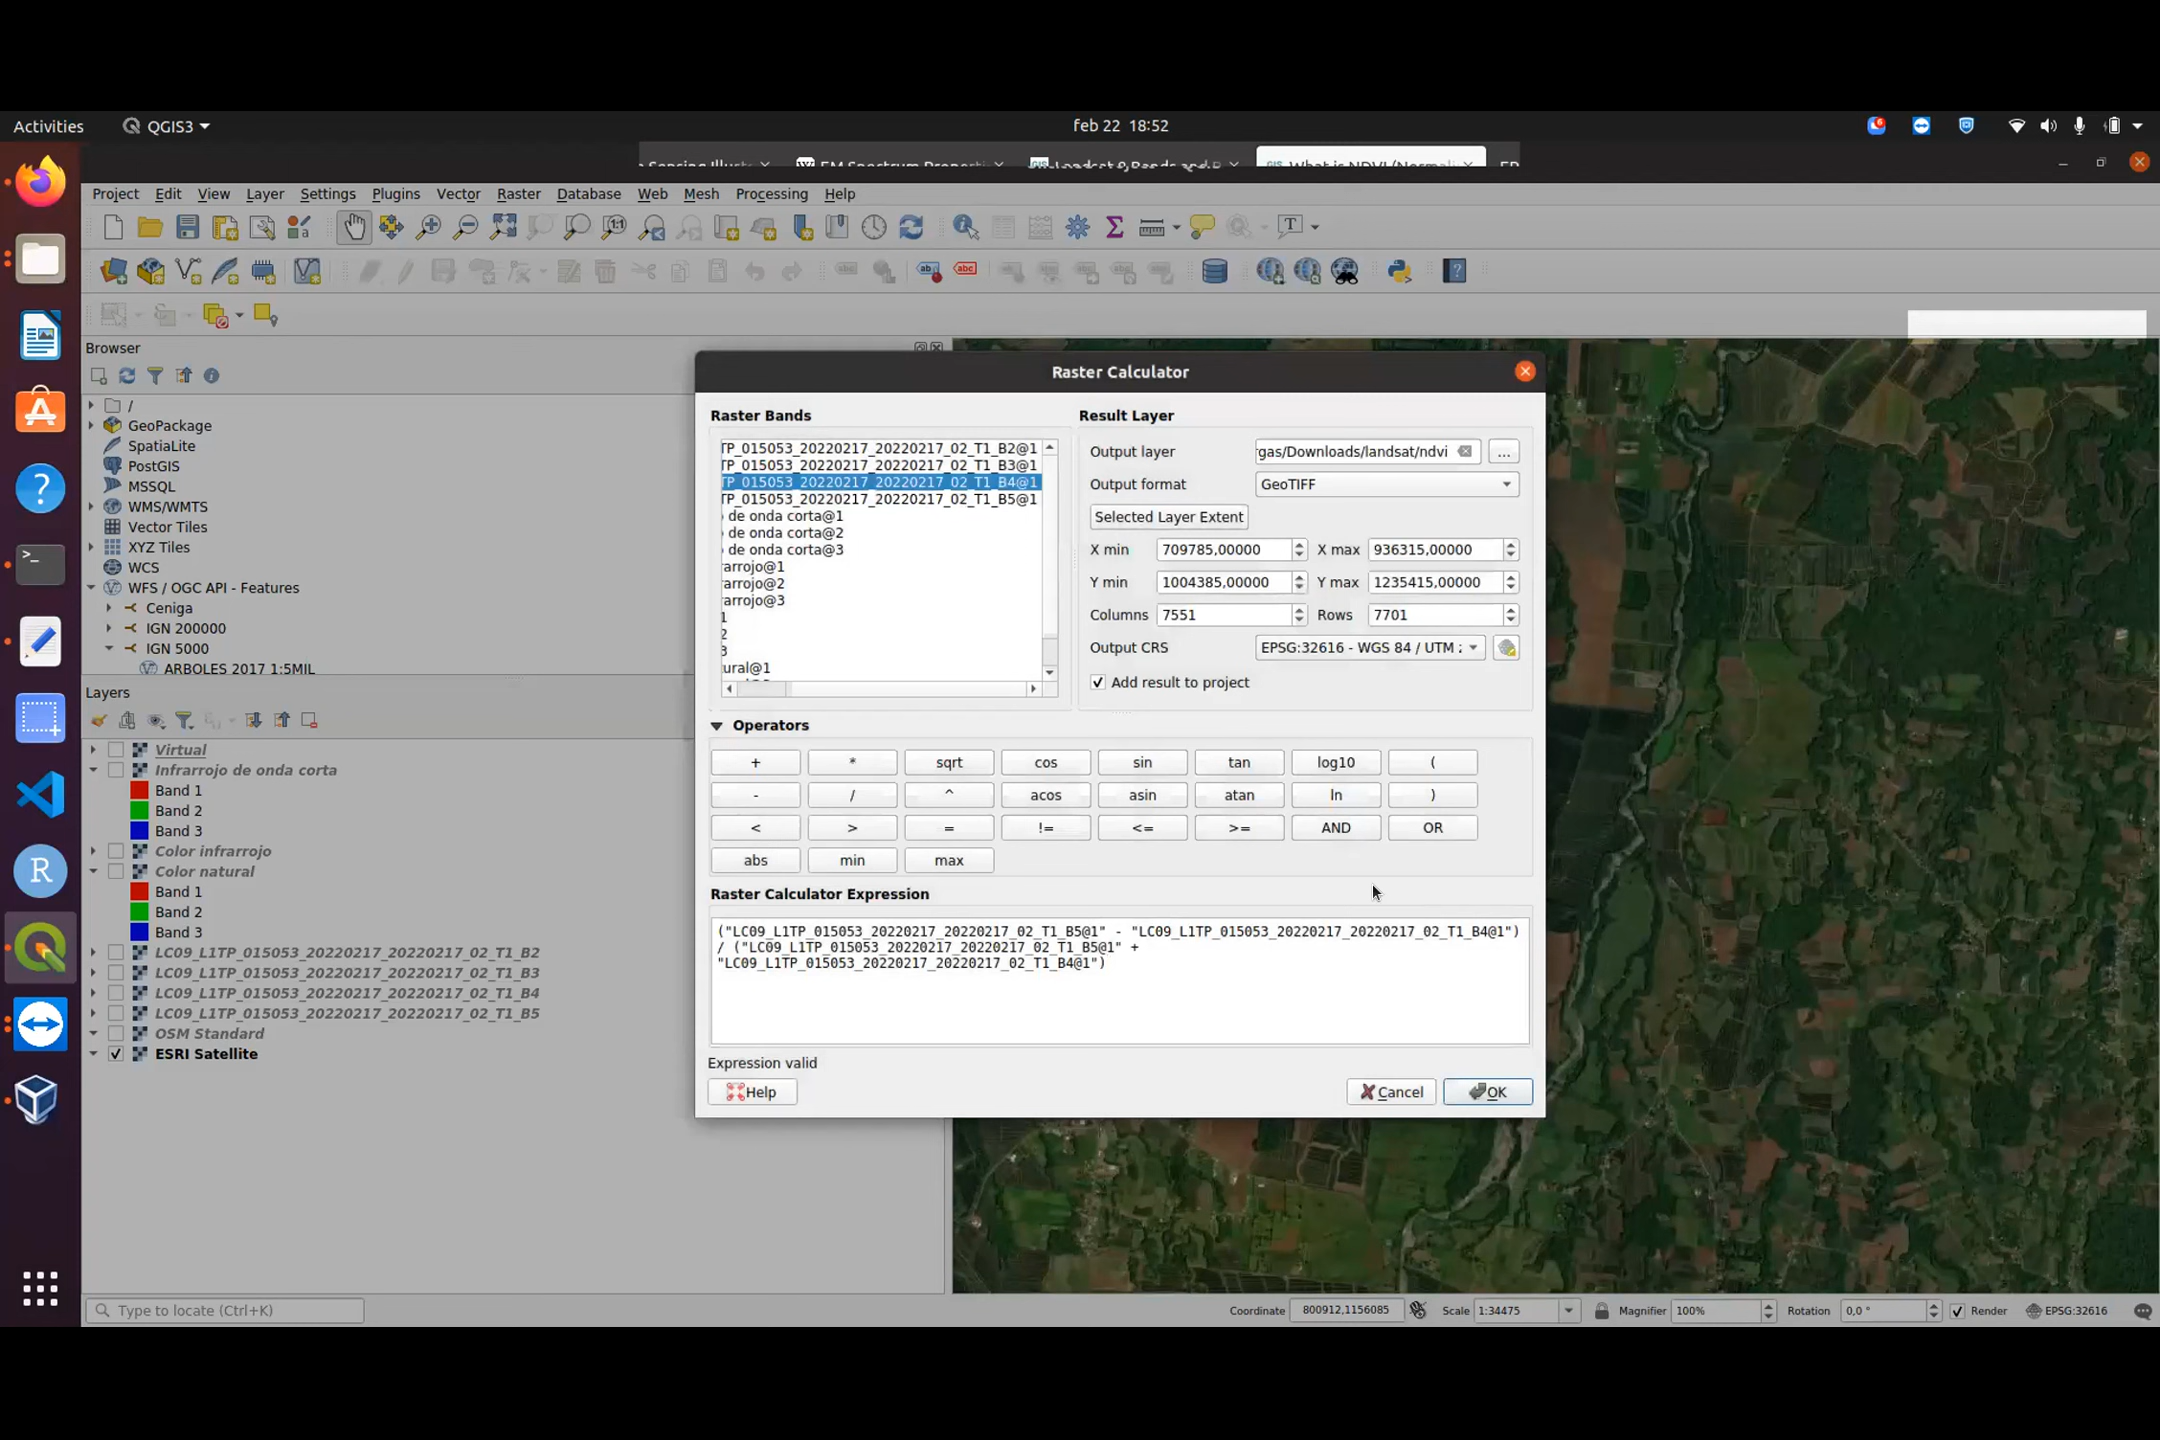 Activities
QGIS3
feb 22 18:52
Project Edit View Layer Settings Plugins Vector Raster Database Web Mesh Processing Help
Browser
/
GeoPackage
SpatiaLite
PostGIS
MSSQL
WMS/WMTS
Vector Tiles
XYZ Tiles
WCS
WFS / OGC API - Features
Ceniga
IGN 200000
IGN 5000
ARBOLES 2017 1:5MIL
Layers
Virtual
Infrarrojo de onda corta
Band 1
Band 2
Band 3
Color infrarrojo
Color natural
Band 1
Band 2
Band 3
LC09_L1TP_015053_20220217_20220217_02_T1_B2
LC09_L1TP_015053_20220217_20220217_02_T1_B3
LC09_L1TP_015053_20220217_20220217_02_T1_B4
LC09_L1TP_015053_20220217_20220217_02_T1_B5
OSM Standard
ESRI Satellite
Raster Calculator
Raster Bands
TP_015053_20220217_20220217_02_T1_B2@1
TP_015053_20220217_20220217_02_T1_B3@1
TP_015053_20220217_20220217_02_T1_B4@1
TP_015053_20220217_20220217_02_T1_B5@1
de onda corta@1
de onda corta@2
de onda corta@3
rarrojo@1
rarrojo@2
rarrojo@3
1
2
3
ural@1
Result Layer
Output layer rgas/Downloads/landsat/ndvi ...
Output format GeoTIFF
Selected Layer Extent
X min 709785,00000 X max 936315,00000
Y min 1004385,00000 Y max 1235415,00000
Columns 7551 Rows 7701
Output CRS EPSG:32616 - WGS 84 / UTM
Add result to project
Operators
+ * sqrt cos sin tan log10 (
- / ^ acos asin atan ln )
< > = != <= >= AND OR
abs min max
Raster Calculator Expression
("LC09_L1TP_015053_20220217_20220217_02_T1_B5@1" - "LC09_L1TP_015053_20220217_20220217_02_T1_B4@1")
/ ("LC09_L1TP_015053_20220217_20220217_02_T1_B5@1" +
"LC09_L1TP_015053_20220217_20220217_02_T1_B4@1")
Expression valid
Help Cancel OK
Type to locate (Ctrl+K)
Coordinate 800912,1156085 Scale 1:34475 Magnifier 100% Rotation 0,0 ° Render EPSG:32616